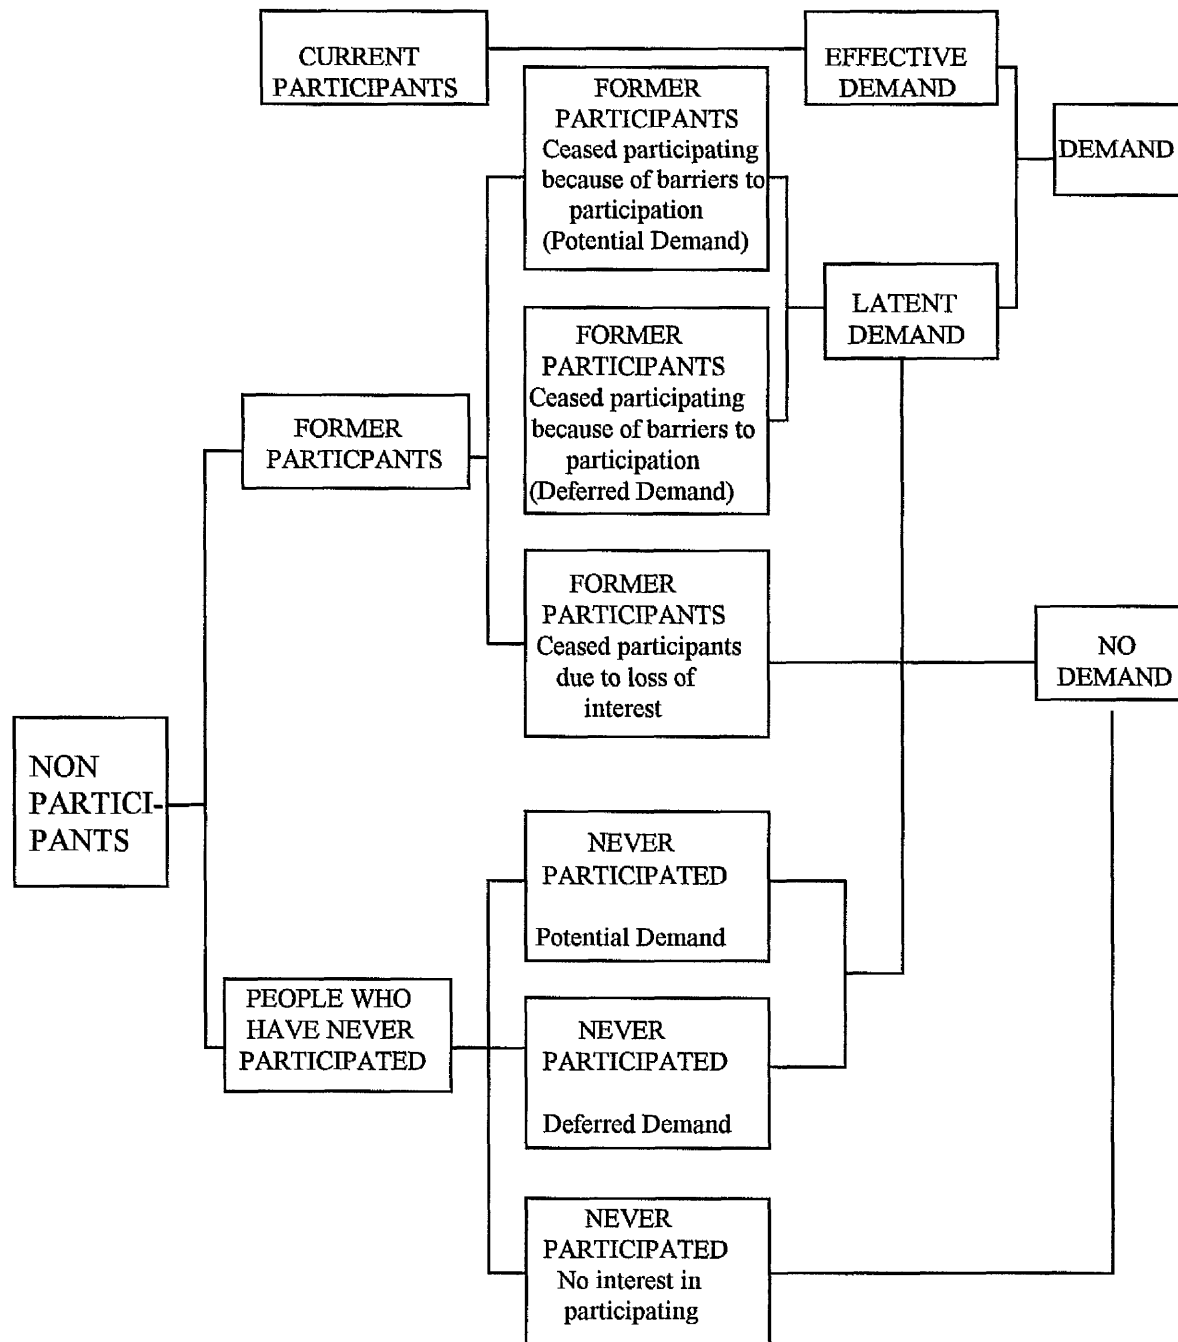 CURRENT
PARTICIPANTS
EFFECTIVE
DEMAND
DEMAND
FORMER
PARTICIPANTS
Ceased participating
because of barriers to
participation
(Potential Demand)
LATENT
DEMAND
FORMER
PARTICIPANTS
Ceased participating
because of barriers to
participation
(Deferred Demand)
FORMER
PARTICPANTS
FORMER
PARTICIPANTS
Ceased participants
due to loss of
interest
NO
DEMAND
NON
PARTICI-
PANTS
NEVER
PARTICIPATED
Potential Demand
PEOPLE WHO
HAVE NEVER
PARTICIPATED
NEVER
PARTICIPATED
Deferred Demand
NEVER
PARTICIPATED
No interest in
participating